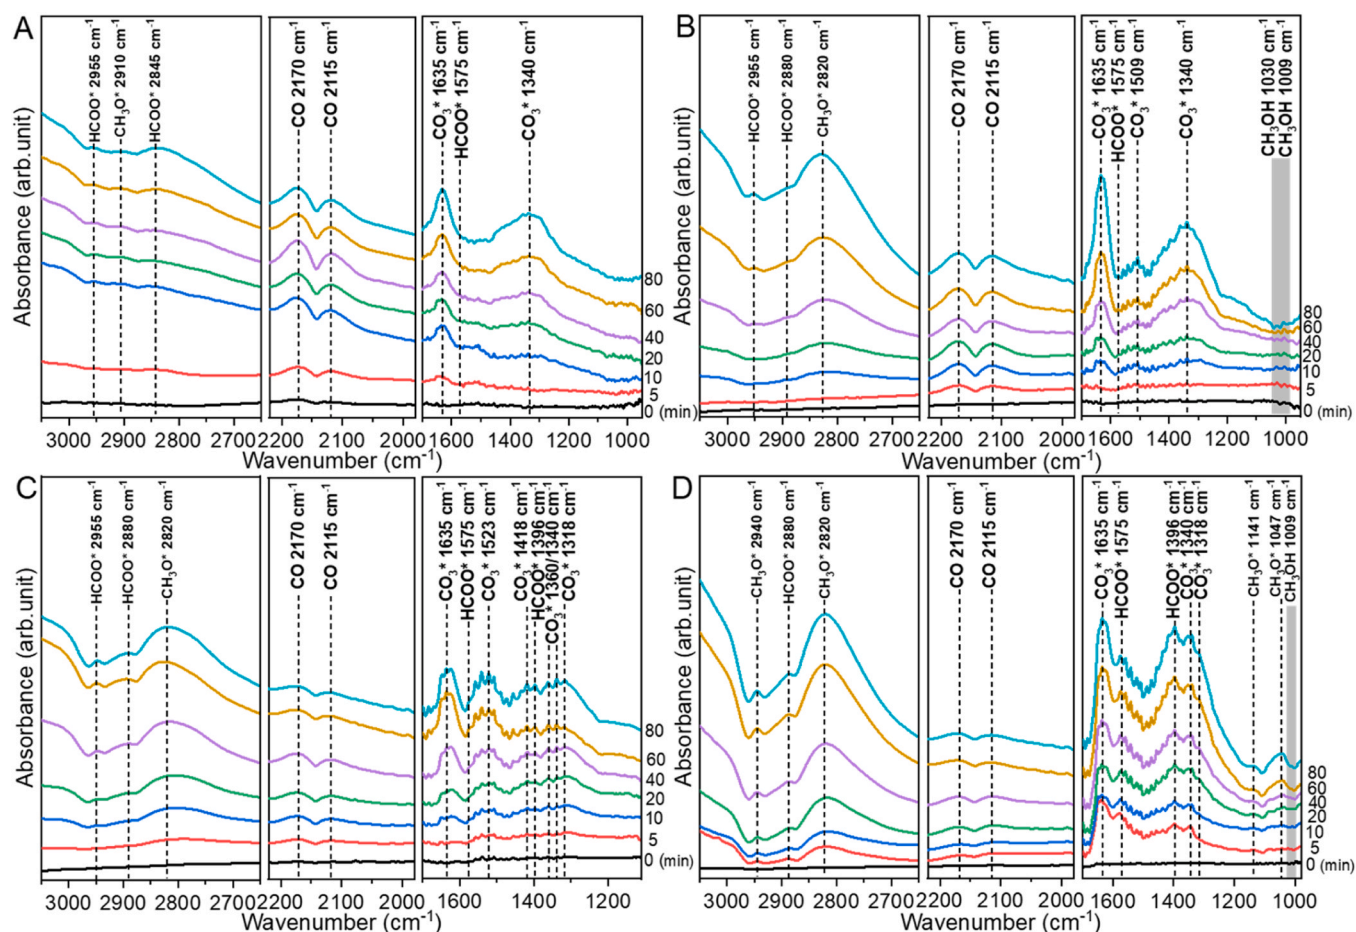 A
Absorbance (arb.unit)
HCOO* 2955 cm-1
CH3O* 2910 cm-1
HCOO* 2845 cm-1
CO 2170 cm-1
CO 2115 cm-1
CO3* 1635 cm-1
HCOO* 1575 cm-1
CO3* 1340 cm-1
80
60
40
20
10
5
0 (min)
3000 2900 2800 2700 2200 2100 2000 1600 1400 1200 1000
Wavenumber (cm-1)
B
Absorbance (arb.unit)
HCOO* 2955 cm-1
HCOO* 2880 cm-1
CH3O* 2820 cm-1
CO 2170 cm-1
CO 2115 cm-1
CO3* 1635 cm-1
HCOO* 1575 cm-1
CO3* 1509 cm-1
CO3* 1340 cm-1
CH3OH 1030 cm-1
CH3OH 1009 cm-1
80
60
40
20
10
5
0 (min)
3000 2900 2800 2700 2200 2100 2000 1600 1400 1200 1000
Wavenumber (cm-1)
C
Absorbance (arb.unit)
HCOO* 2955 cm-1
HCOO* 2880 cm-1
CH3O* 2820 cm-1
CO 2170 cm-1
CO 2115 cm-1
CO3* 1635 cm-1
HCOO* 1575 cm-1
CO3* 1523 cm-1
CO3* 1418 cm-1
HCOO* 1396 cm-1
CO3* 1360/1340 cm-1
CO3* 1318 cm-1
80
60
40
20
10
5
0 (min)
3000 2900 2800 2700 2200 2100 2000 1600 1500 1400 1300 1200
Wavenumber (cm-1)
D
Absorbance (arb.unit)
CH3O* 2940 cm-1
HCOO* 2880 cm-1
CH3O* 2820 cm-1
CO 2170 cm-1
CO 2115 cm-1
CO3* 1635 cm-1
HCOO* 1575 cm-1
HCOO* 1396 cm-1
CO3* 1340 cm-1
CO3* 1318 cm-1
CH3O* 1141 cm-1
CH3O* 1047 cm-1
CH3OH 1009 cm-1
80
60
40
20
10
5
0 (min)
3000 2900 2800 2700 2200 2100 2000 1600 1400 1200 1000
Wavenumber (cm-1)